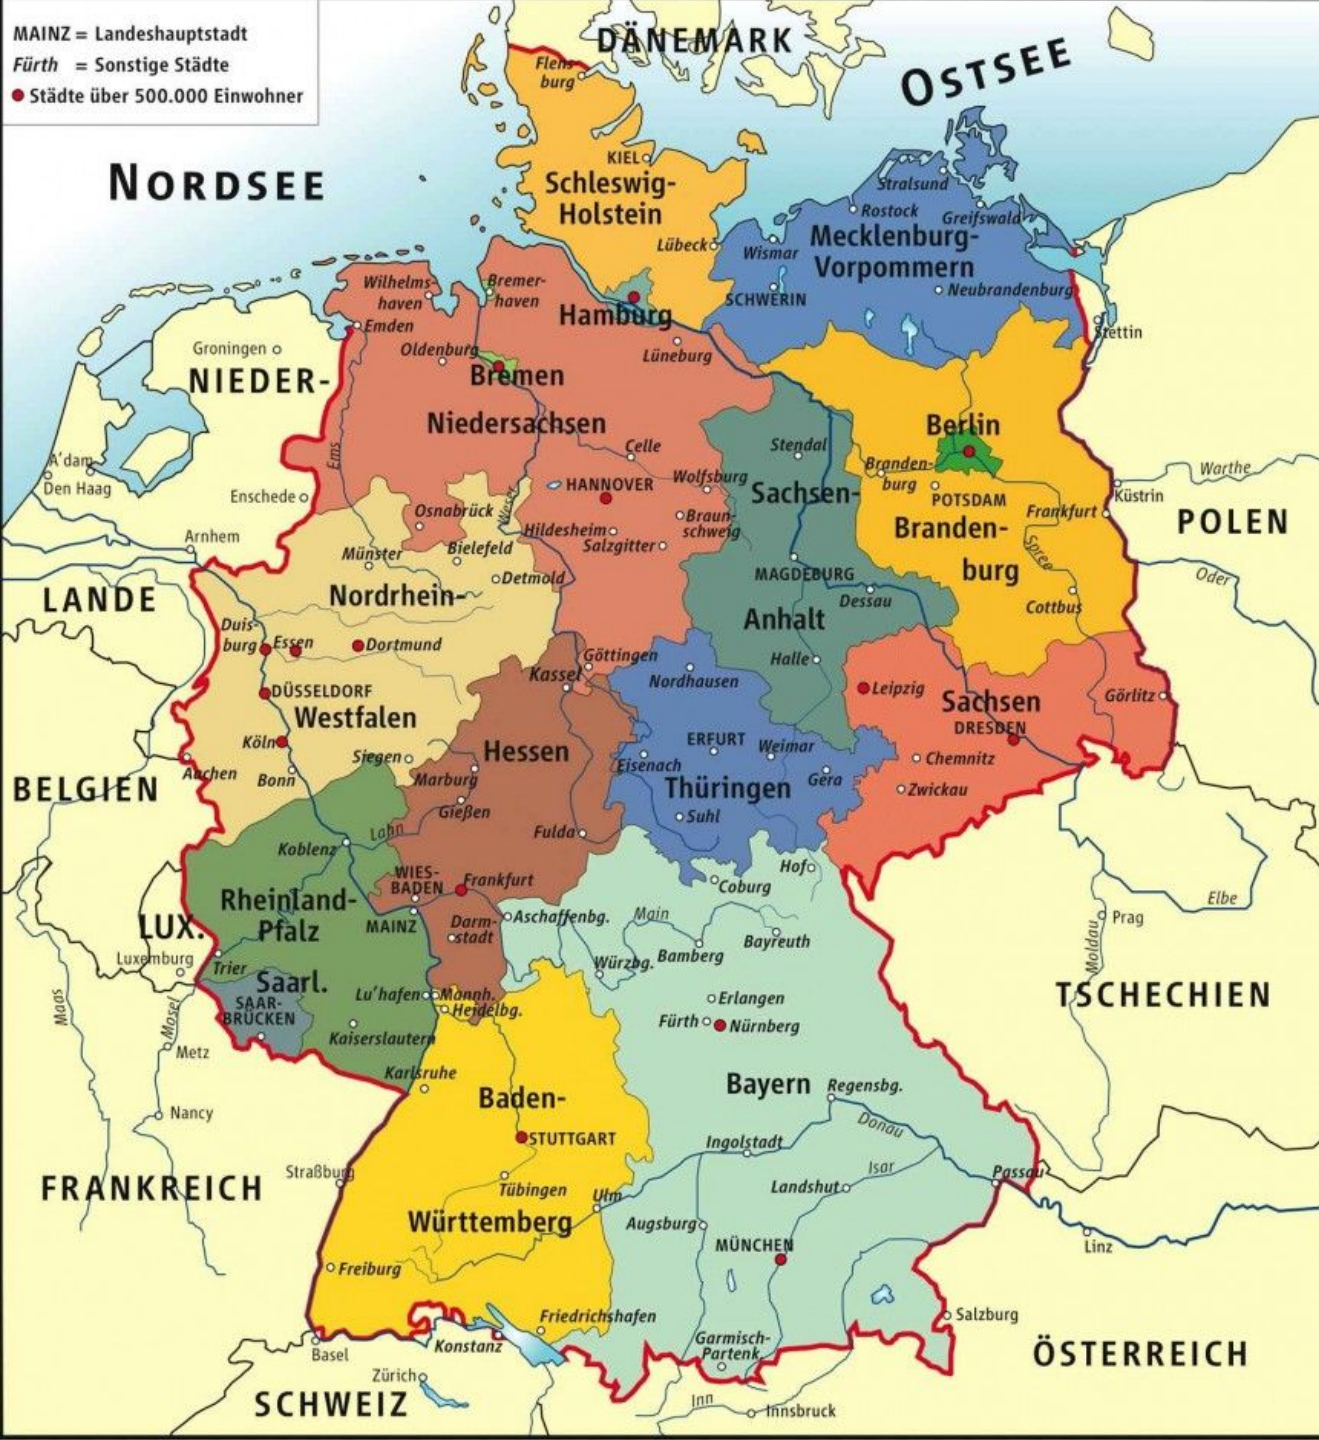 MAINZ = Landeshauptstadt
Fürth = Sonstige Städte
Städte über 500.000 Einwohner
DÄNEMARK
OSTSEE
NORDSEE
Flens-
burg
KIEL
Schleswig-
Holstein
Lübeck
Stralsund
Rostock
Greifswald
Mecklenburg-
Vorpommern
Wismar
SCHWERIN
Neubrandenburg
Stettin
Wilhelms-
haven
Bremer-
haven
Hamburg
Emden
Oldenburg
Lüneburg
Groningen
NIEDER-
Bremen
Niedersachsen
Berlin
Ems
Celle
Stendal
A'dam
Den Haag
Enschede
HANNOVER
Wolfsburg
Sachsen-
Branden-
burg
POTSDAM
Frankfurt
Küstrin
Warthe
Osnabrück
Weser
Hildesheim
Braun-
schweig
Salzgitter
Branden-
burg
POLEN
Arnhem
Münster
Bielefeld
Detmold
MAGDEBURG
Spree
Oder
LANDE
Nordrhein-
Dessau
Cottbus
Anhalt
Duis-
burg
Essen
Dortmund
Göttingen
Halle
Kassel
Nordhausen
Leipzig
Görlitz
DÜSSELDORF
Westfalen
Sachsen
DRESDEN
Köln
Siegen
Hessen
ERFURT
Weimar
Chemnitz
Aachen
Bonn
Marburg
Eisenach
Gera
BELGIEN
Thüringen
Zwickau
Gießen
Suhl
Lahn
Fulda
Koblenz
WIES-
BADEN
Frankfurt
Hof
Coburg
Rheinland-
Pfalz
MAINZ
Darm-
stadt
Aschaffenbg.
Main
Elbe
LUX.
Prag
Moldau
Luxemburg
Trier
Würzbg.
Bamberg
Bayreuth
Saarl.
SAAR-
BRÜCKEN
Lu'hafen
Mannh.
Heidelbg.
Erlangen
TSCHECHIEN
Maas
Mosel
Metz
Kaiserslautern
Fürth
Nürnberg
Karlsruhe
Baden-
Bayern
Regensbg.
Nancy
STUTTGART
Donau
Ingolstadt
FRANKREICH
Straßburg
Tübingen
Ulm
Isar
Landshut
Passau
Württemberg
Augsburg
MÜNCHEN
Linz
Freiburg
Friedrichshafen
Salzburg
Basel
Konstanz
Garmisch-
Partenk.
ÖSTERREICH
Zürich
SCHWEIZ
Inn
Innsbruck